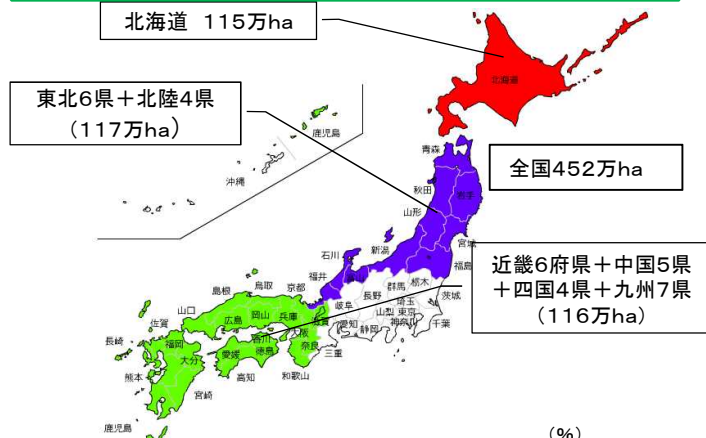 北海道 115万ha
北海道
東北6県＋北陸4県
（117万ha）
鹿児島
沖縄
青森
全国452万ha
秋田
岩手
山形
宮城
新潟
石川
福島
福井
富山
近畿6府県＋中国5県
＋四国4県＋九州7県
（116万ha）
群馬
栃木
長野
茨城
岐阜
埼玉
山梨
東京
神奈川
千葉
愛知
静岡
三重
鳥取
島根
京都
山口
岡山
兵庫
滋賀
広島
佐賀
香川
大阪
奈良
福岡
長崎
愛媛
徳島
大分
高知
和歌山
熊本
宮崎
鹿児島
（%）